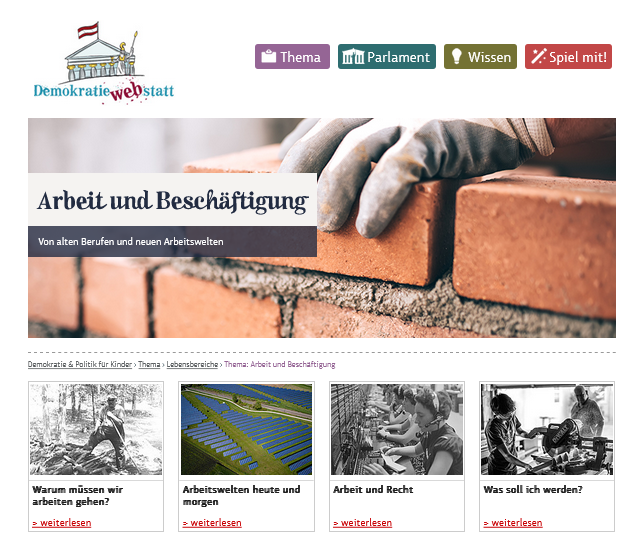 Demokratiewebstatt
Thema
Parlament
Wissen
Spiel mit!
Arbeit und Beschäftigung
Von alten Berufen und neuen Arbeitswelten
Demokratie & Politik für Kinder › Thema › Lebensbereiche › Thema: Arbeit und Beschäftigung
Warum müssen wir
arbeiten gehen?
» weiterlesen
Arbeitswelten heute und
morgen
» weiterlesen
Arbeit und Recht
» weiterlesen
Was soll ich werden?
» weiterlesen